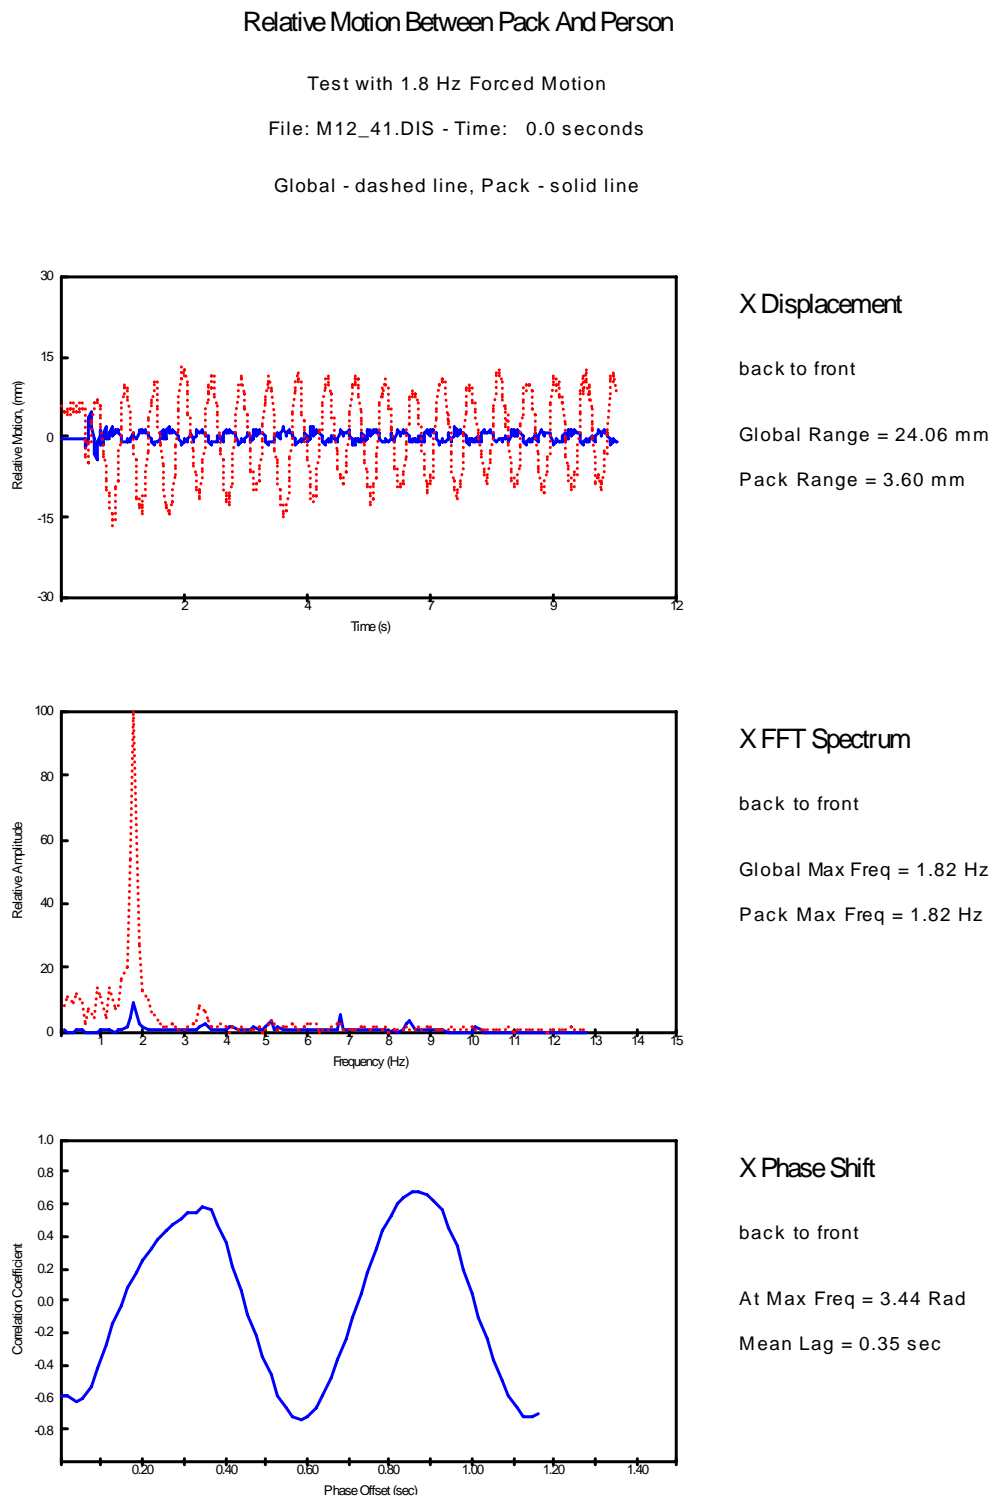 Relative Motion Between Pack And Person
Test with 1.8 Hz Forced Motion
File: M12_41.DIS - Time: 0.0 seconds
Global - dashed line, Pack - solid line
30
15
0
-15
-30
Relative Motion, (mm)
2
4
7
9
12
Time (s)
X Displacement
back to front
Global Range = 24.06 mm
Pack Range = 3.60 mm
100
80
60
40
20
0
Relative Amplitude
1
2
3
4
5
6
7
8
9
10
11
12
13
14
15
Frequency (Hz)
X FFT Spectrum
back to front
Global Max Freq = 1.82 Hz
Pack Max Freq = 1.82 Hz
1.0
0.8
0.6
0.4
0.2
0.0
-0.2
-0.4
-0.6
-0.8
Correlation Coefficient
0.20
0.40
0.60
0.80
1.00
1.20
1.40
Phase Offset (sec)
X Phase Shift
back to front
At Max Freq = 3.44 Rad
Mean Lag = 0.35 sec